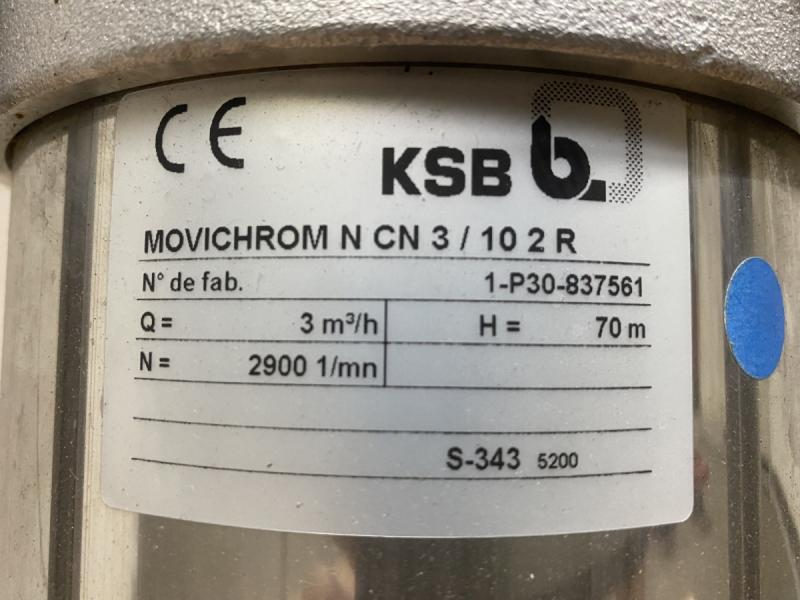 CE
KSB b
MOVICHROM N CN 3 / 10 2 R
N° de fab. 1-P30-837561
Q = 3 m³/h H = 70 m
N = 2900 1/mn
S-343 5200